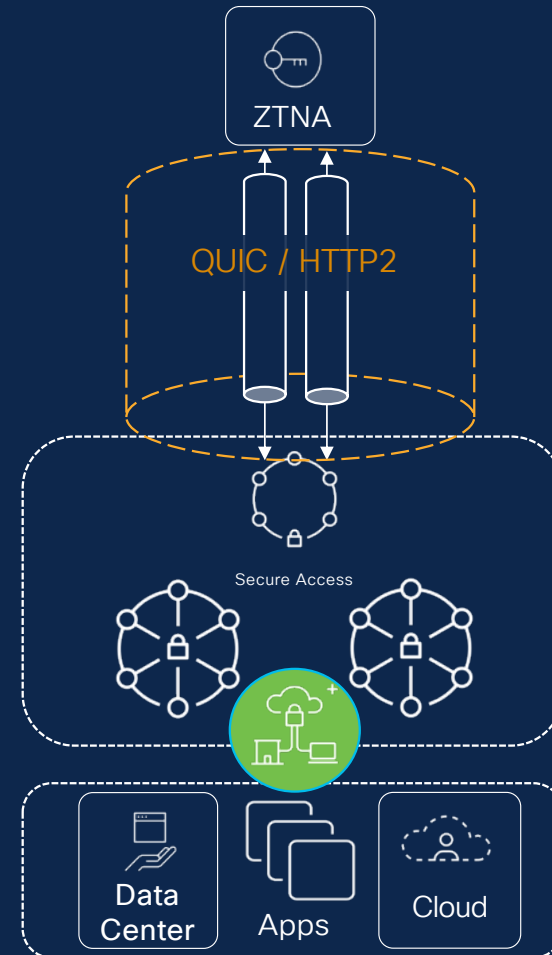 ZTNA
QUIC / HTTP2
Secure Access
Data
Center
Apps
Cloud